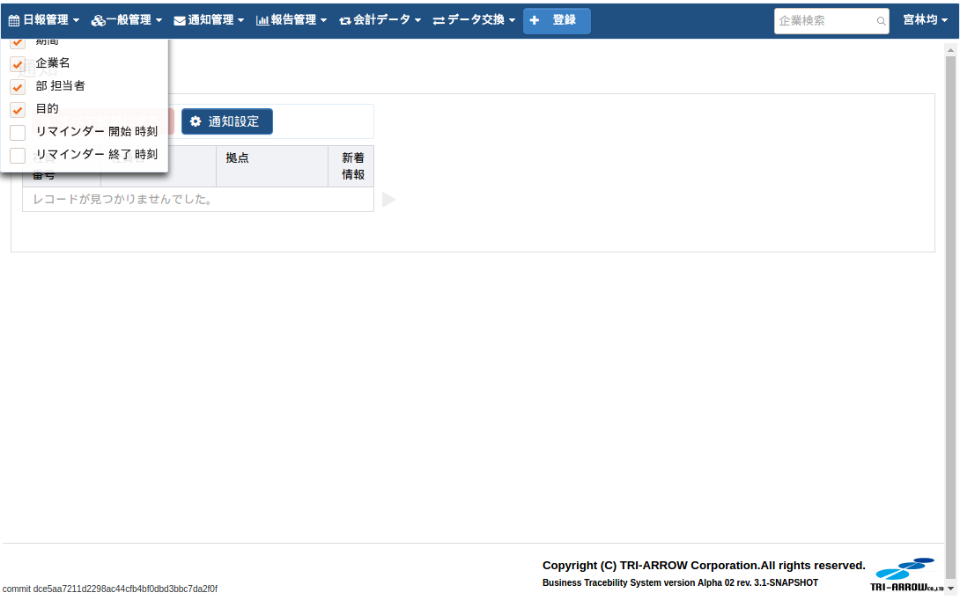 日報管理 一般管理 通知管理 報告管理 会計データ データ交換 + 登録 企業検索 宮林均
期間
企業名
部 担当者
目的
リマインダー 開始 時刻
リマインダー 終了 時刻
通知設定
番号 拠点 新着情報
レコードが見つかりませんでした。
Copyright (C) TRI-ARROW Corporation.All rights reserved.
Business Tracebility System version Alpha 02 rev. 3.1-SNAPSHOT
TRI-ARROW CO.,LTD
commit dce5aa7211d2298ac44cfb4bf0dbd3bbc7da2f0f